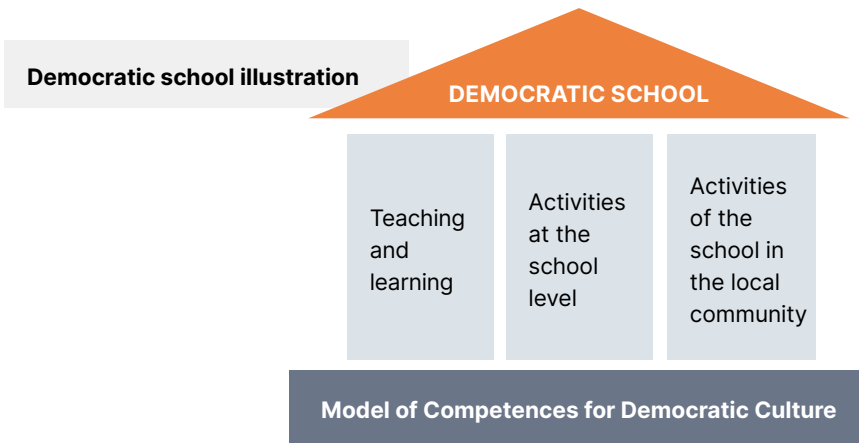 Democratic school illustration
DEMOCRATIC SCHOOL
Teaching
and
learning
Activities
at the
school
level
Activities
of the
school in
the local
community
Model of Competences for Democratic Culture